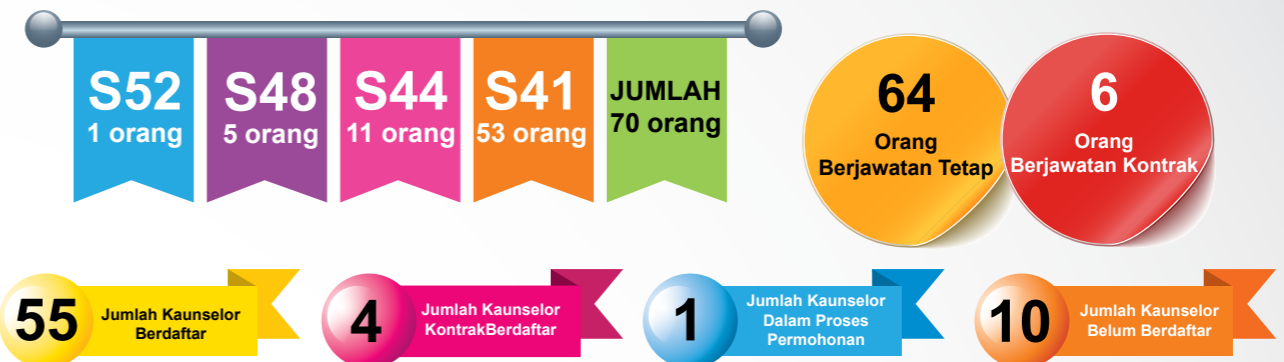 S52
1 orang
S48
5 orang
S44
11 orang
S41
53 orang
JUMLAH
70 orang
64
Orang
Berjawatan Tetap
6
Orang
Berjawatan Kontrak
55
Jumlah Kaunselor
Berdaftar
4
Jumlah Kaunselor
KontrakBerdaftar
1
Jumlah Kaunselor
Dalam Proses
Permohonan
10
Jumlah Kaunselor
Belum Berdaftar